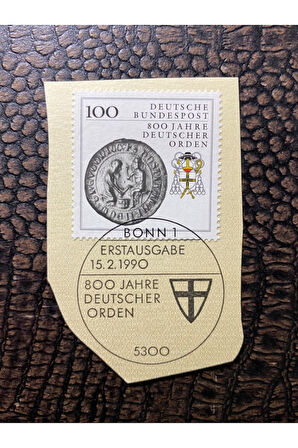 100
DEUTSCHE
BUNDESPOST
800 JAHRE
DEUTSCHER
ORDEN
BONN 1
ERSTAUSGABE
15.2.1990
800 JAHRE
DEUTSCHER
ORDEN
5300